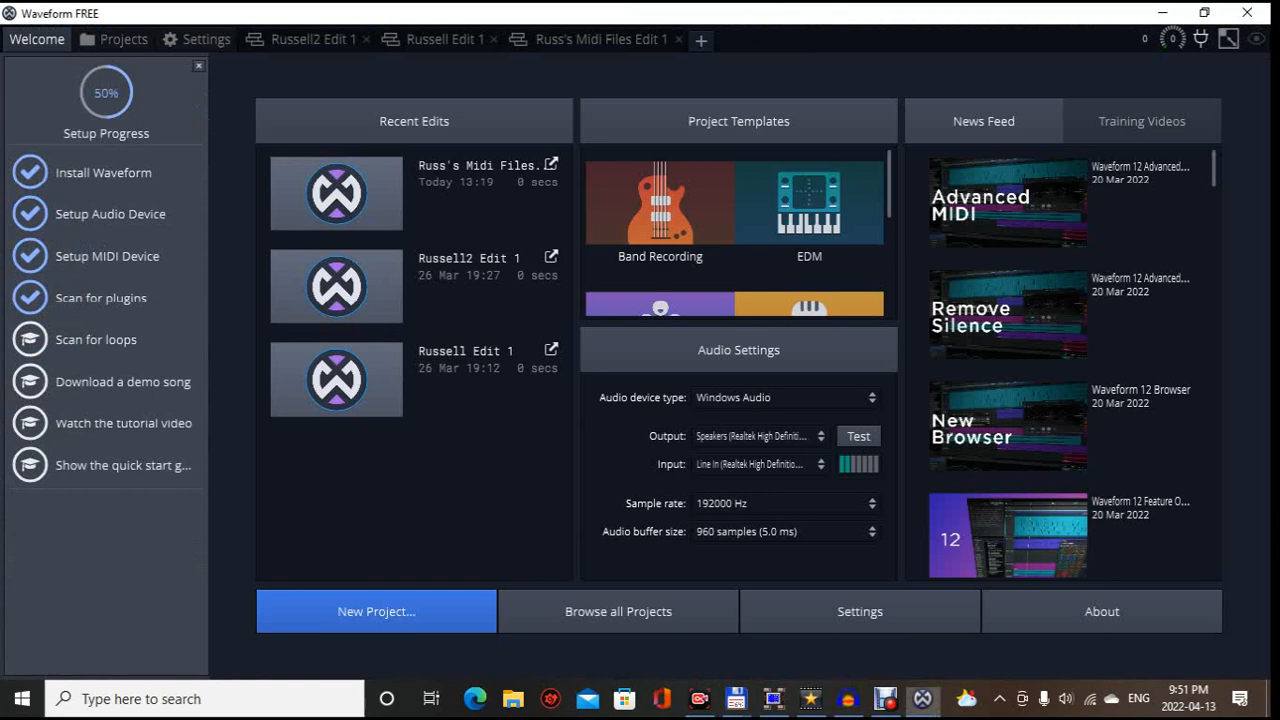 Waveform FREE
Welcome
Projects
Settings
Russell2 Edit 1
Russell Edit 1
Russ's Midi Files Edit 1
0
0
50%
Setup Progress
Install Waveform
Setup Audio Device
Setup MIDI Device
Scan for plugins
Scan for loops
Download a demo song
Watch the tutorial video
Show the quick start g...
Recent Edits
Russ's Midi Files.
Today 13:19 0 secs
Russell2 Edit 1
26 Mar 19:27 0 secs
Russell Edit 1
26 Mar 19:12 0 secs
Project Templates
Band Recording
EDM
Audio Settings
Audio device type: Windows Audio
Output: Speakers (Realtek High Definiti... Test
Input: Line In (Realtek High Definitio...
Sample rate: 192000 Hz
Audio buffer size: 960 samples (5.0 ms)
News Feed
Training Videos
Advanced
MIDI
Waveform 12 Advanced...
20 Mar 2022
Remove
Silence
Waveform 12 Advanced...
20 Mar 2022
New
Browser
Waveform 12 Browser
20 Mar 2022
12
Waveform 12 Feature O...
20 Mar 2022
New Project...
Browse all Projects
Settings
About
Type here to search
ENG
9:51 PM
2022-04-13